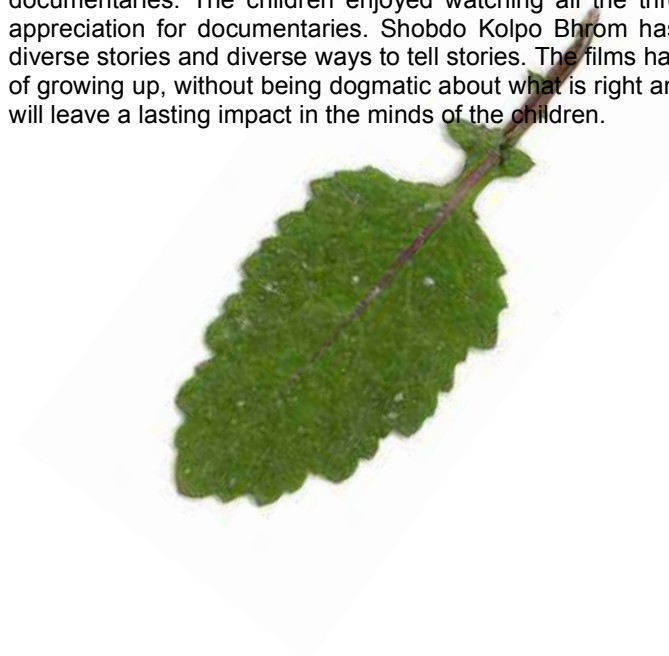 documentaries. The children enjoyed watching all the
appreciation for documentaries. Shobdo Kolpo Bhrom
diverse stories and diverse ways to tell stories. The films
of growing up, without being dogmatic about what is right
will leave a lasting impact in the minds of the children.